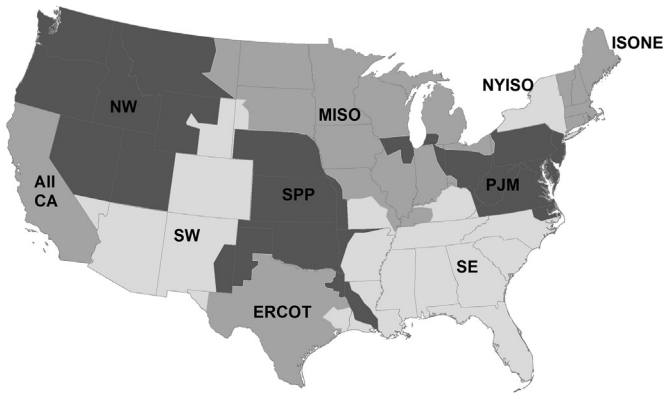 ISONE
NYISO
NW
MISO
All
CA
SPP
PJM
SW
SE
ERCOT